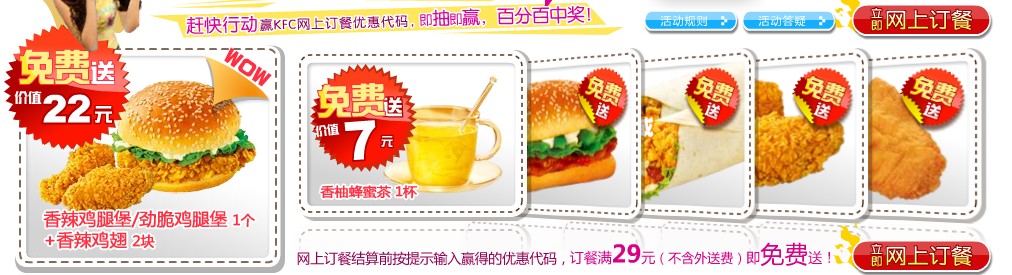 赶快行动赢KFC网上订餐优惠代码，即抽即赢，百分百中奖!
活动规则
活动答疑
立即网上订餐
免费送
价值22元
WOW
香辣鸡腿堡/劲脆鸡腿堡 1个
+香辣鸡翅 2块
免费送
价值7元
香柚蜂蜜茶 1杯
免费送
免费送
免费送
免费送
网上订餐结算前按提示输入赢得的优惠代码，订餐满29元（不含外送费）即免费送！
立即网上订餐